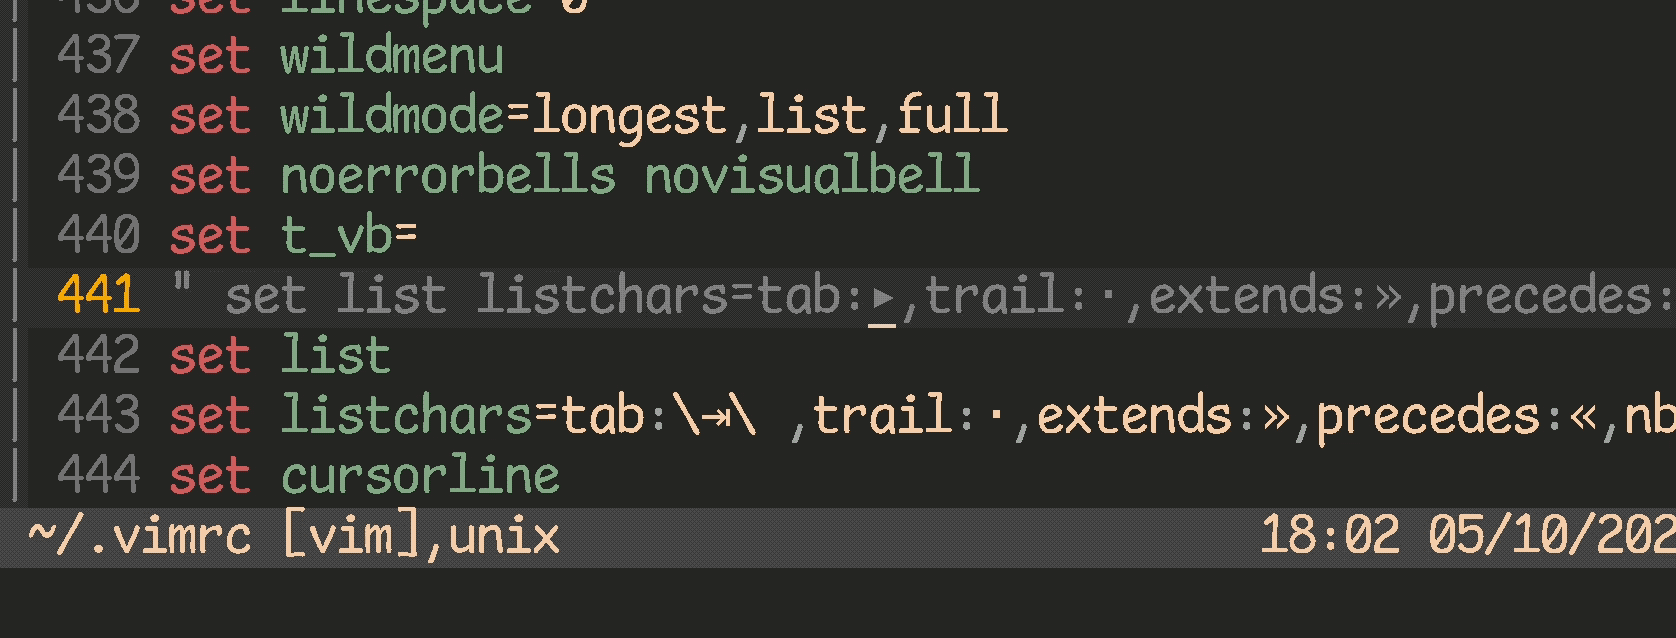 436 set linespace 0
437 set wildmenu
438 set wildmode=longest,list,full
439 set noerrorbells novisualbell
440 set t_vb=
441 " set list listchars=tab:▸,trail:·,extends:»,precedes:
442 set list
443 set listchars=tab:\⇥\ ,trail:·,extends:»,precedes:«,nb
444 set cursorline
~/.vimrc [vim],unix 18:02 05/10/202